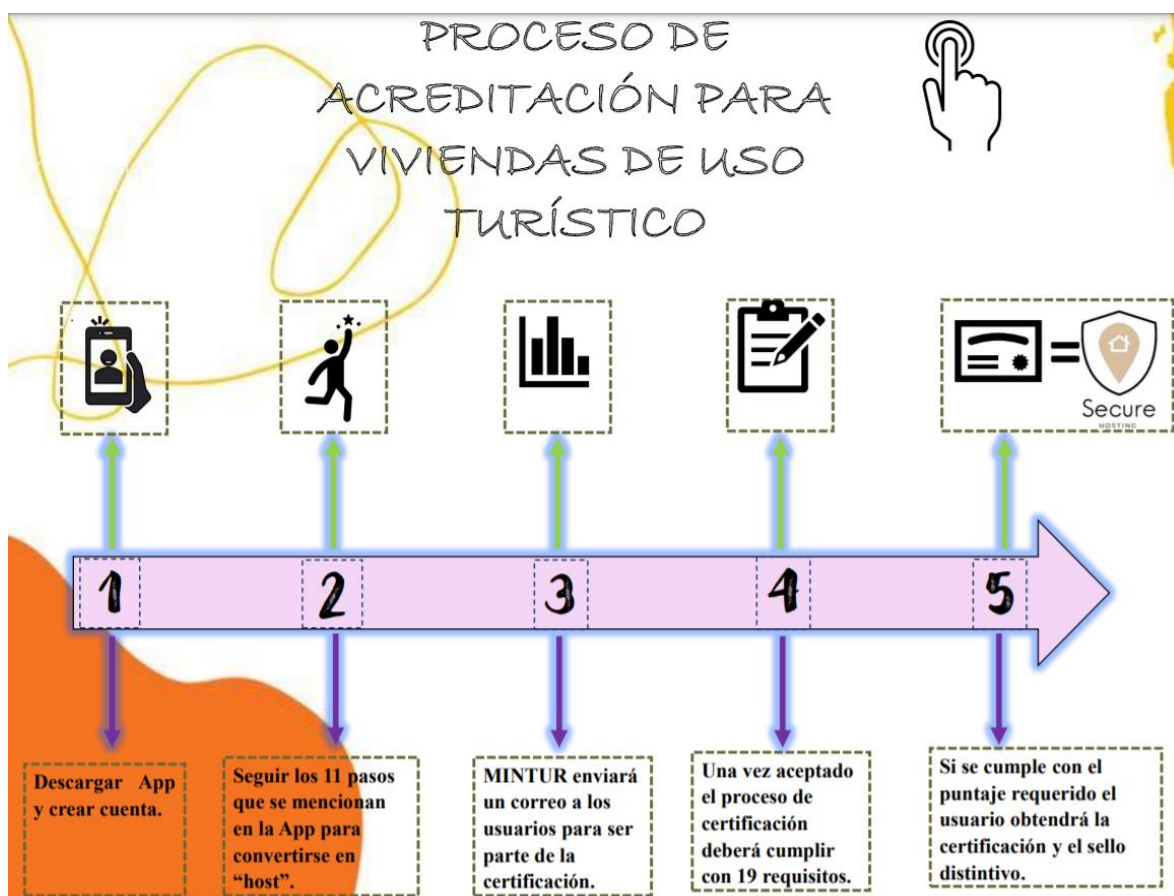 PROCESO DE
ACREDITACIÓN PARA
VIVIENDAS DE USO
TURÍSTICO
Secure
HOSTING
1
2
3
4
5
Descargar App
y crear cuenta.
Seguir los 11 pasos
que se mencionan
en la App para
convertirse en
“host”.
MINTUR enviará
un correo a los
usuarios para ser
parte de la
certificación.
Una vez aceptado
el proceso de
certificación
deberá cumplir
con 19 requisitos.
Si se cumple con el
puntaje requerido el
usuario obtendrá la
certificación y el sello
distintivo.